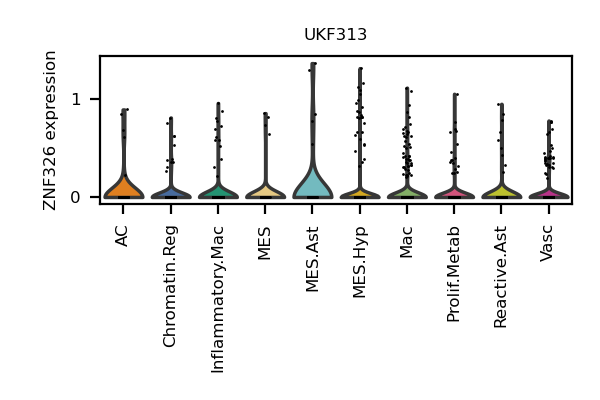 UKF313
ZNF326 expression
1
0
AC
Chromatin.Reg
Inflammatory.Mac
MES
MES.Ast
MES.Hyp
Mac
Prolif.Metab
Reactive.Ast
Vasc